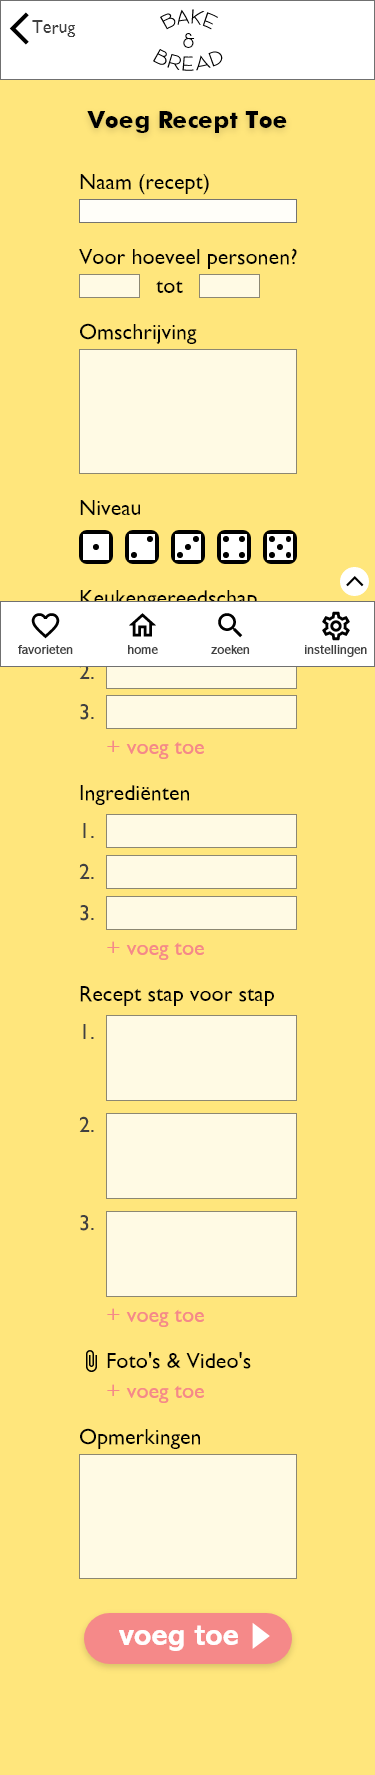 Terug
BAKE
&
BREAD
Voeg Recept Toe
Naam (recept)
Voor hoeveel personen?
tot
Omschrijving
Niveau
Keukengereedschap
favorieten
home
zoeken
instellingen
2.
3.
+ voeg toe
Ingrediënten
1.
2.
3.
+ voeg toe
Recept stap voor stap
1.
2.
3.
+ voeg toe
Foto's & Video's
+ voeg toe
Opmerkingen
voeg toe